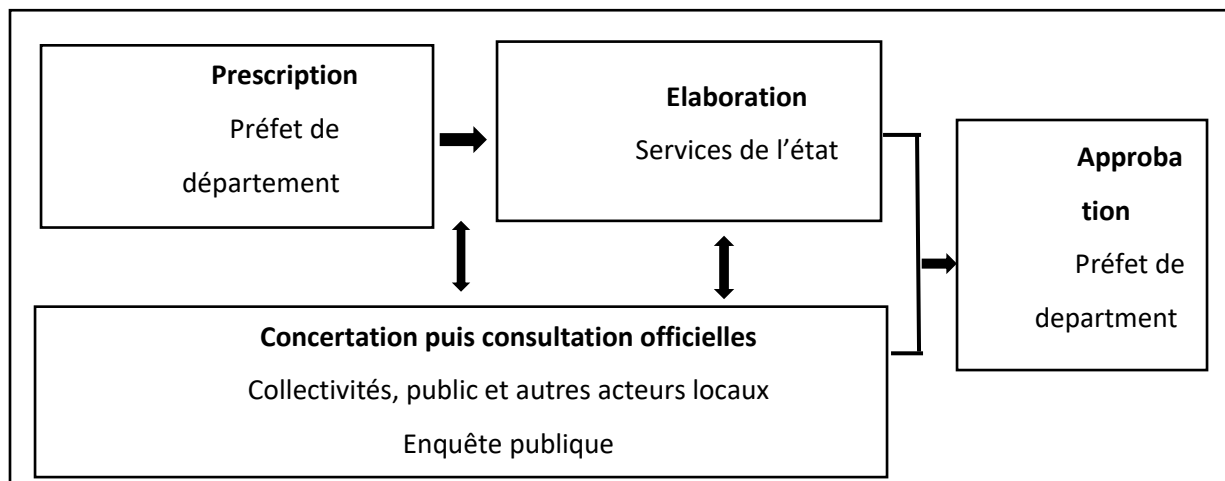 Prescription
Préfet de
département
Elaboration
Services de l’état
Approba
tion
Préfet de
department
Concertation puis consultation officielles
Collectivités, public et autres acteurs locaux
Enquête publique